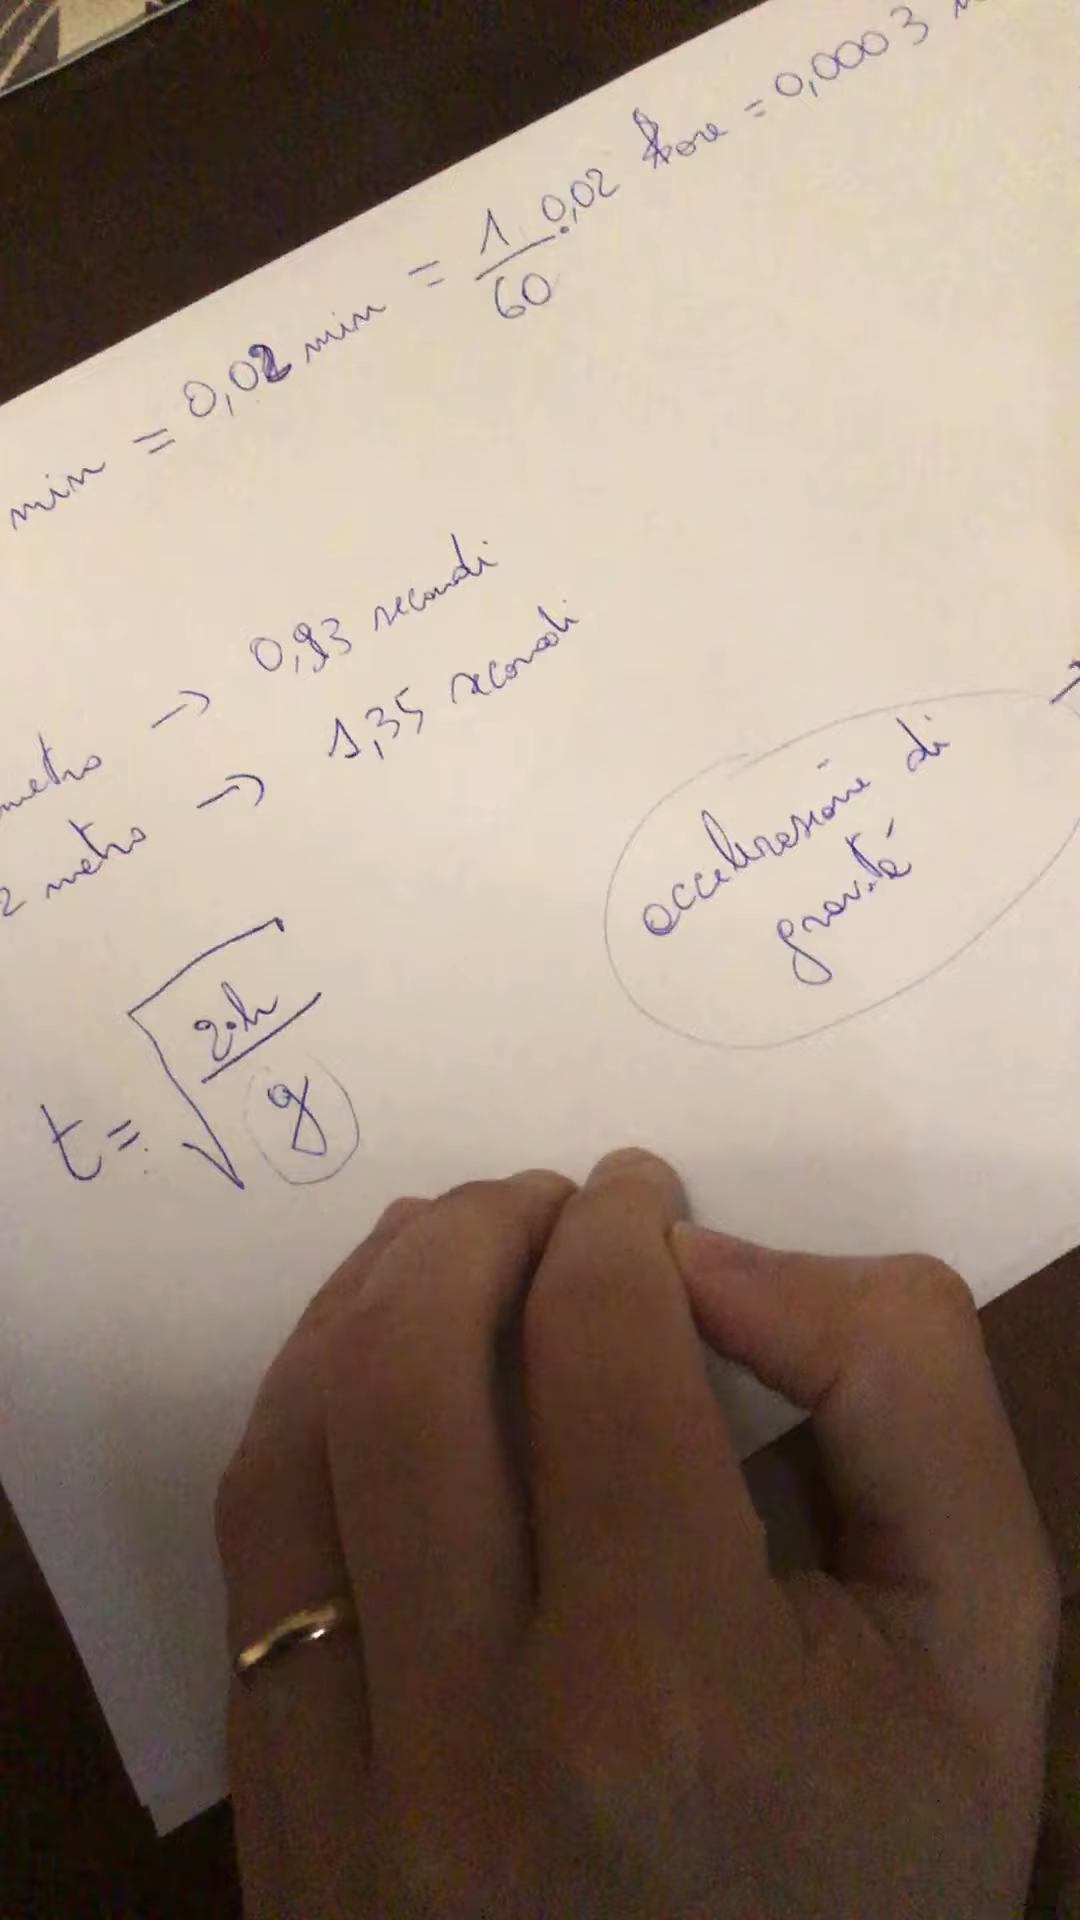 min = 0,02 min = 1/60 · 0,02 ore = 0,0003
metro → 0,93 secondi
2 metro → 1,35 secondi
accelerazione di
gravità
t = √(2·h/g)